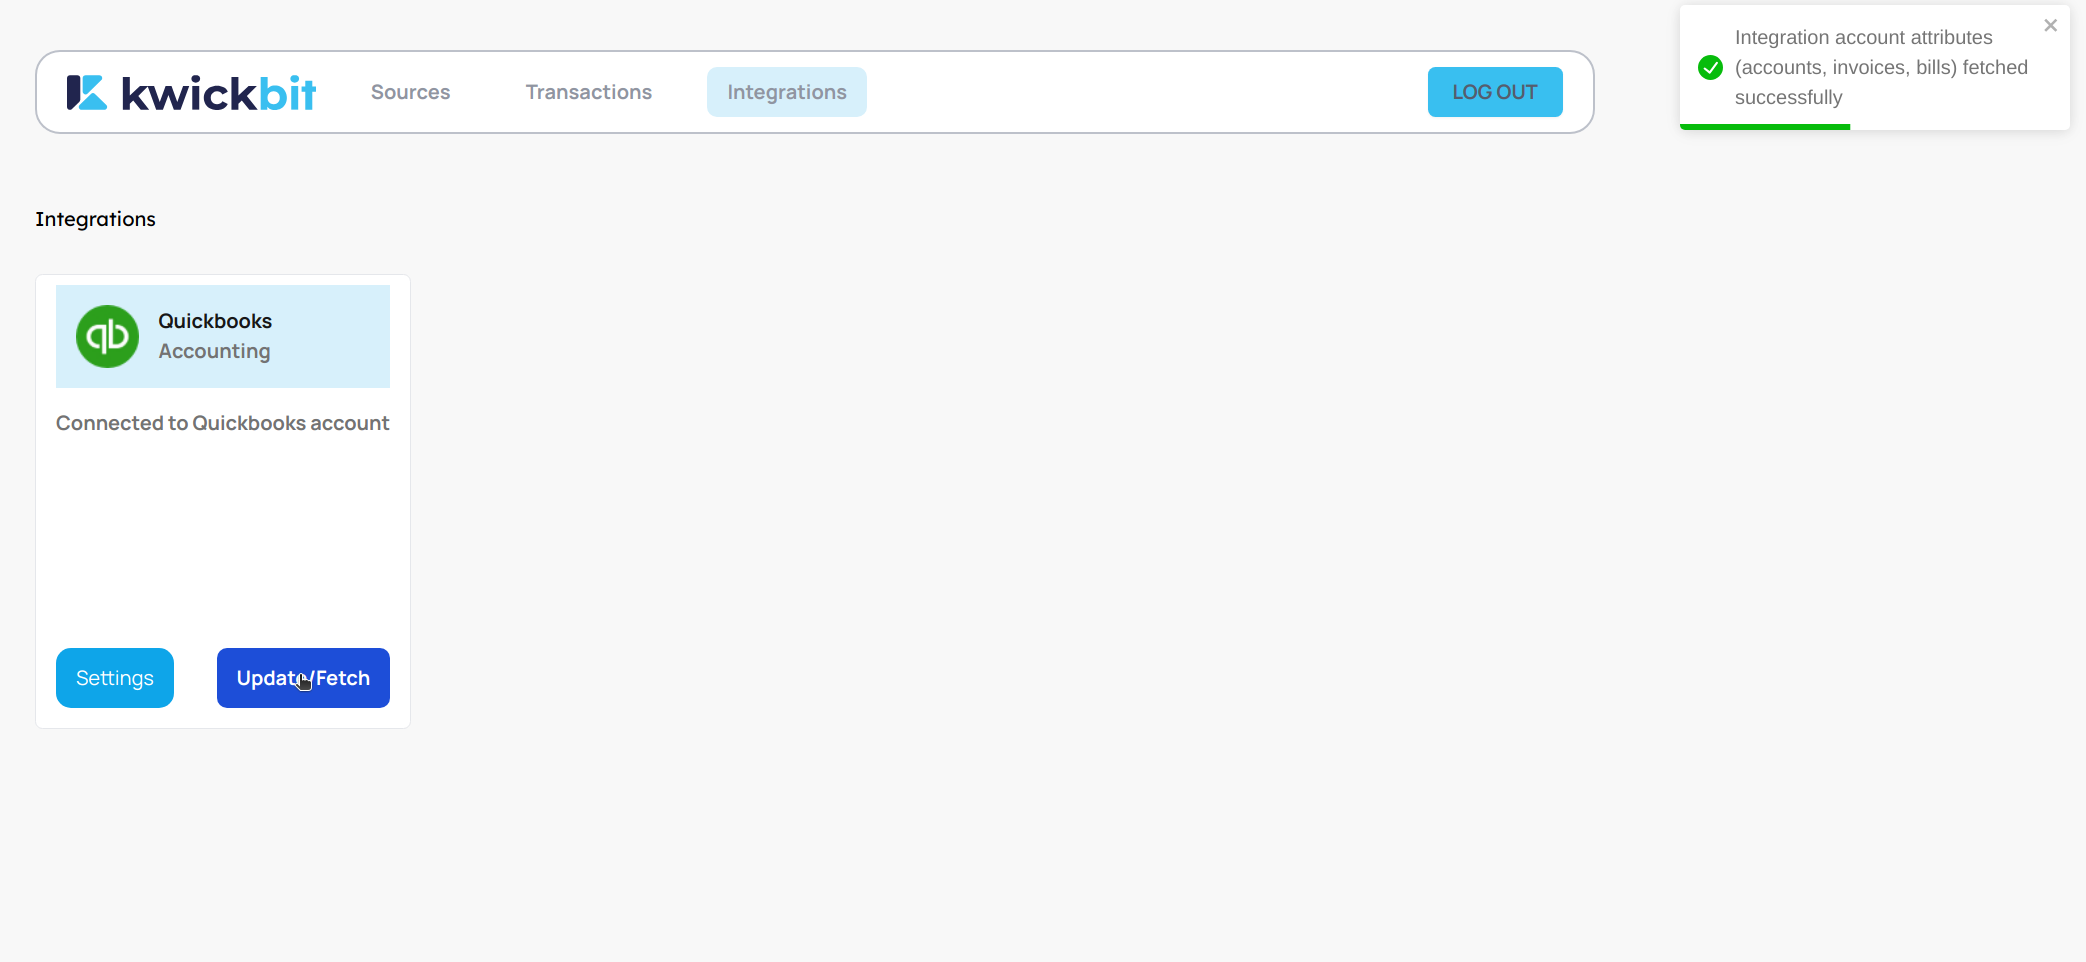 kwickbit
Sources
Transactions
Integrations
LOG OUT
Integration account attributes
(accounts, invoices, bills) fetched
successfully
Integrations
qb
Quickbooks
Accounting
Connected to Quickbooks account
Settings
Update/Fetch